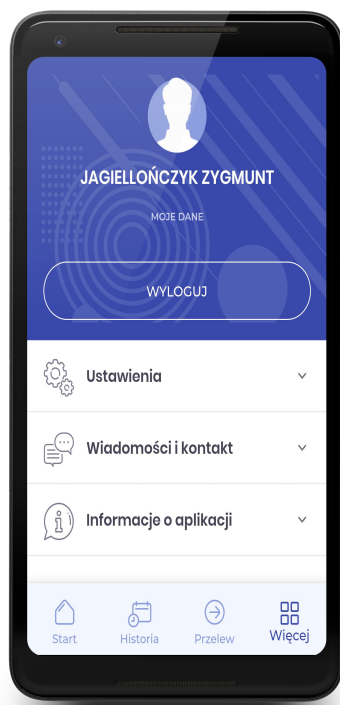 JAGIELLOŃCZYK ZYGMUNT
MOJE DANE
WYLOGUJ
Ustawienia
Wiadomości i kontakt
Informacje o aplikacji
Start Historia Przelew Więcej